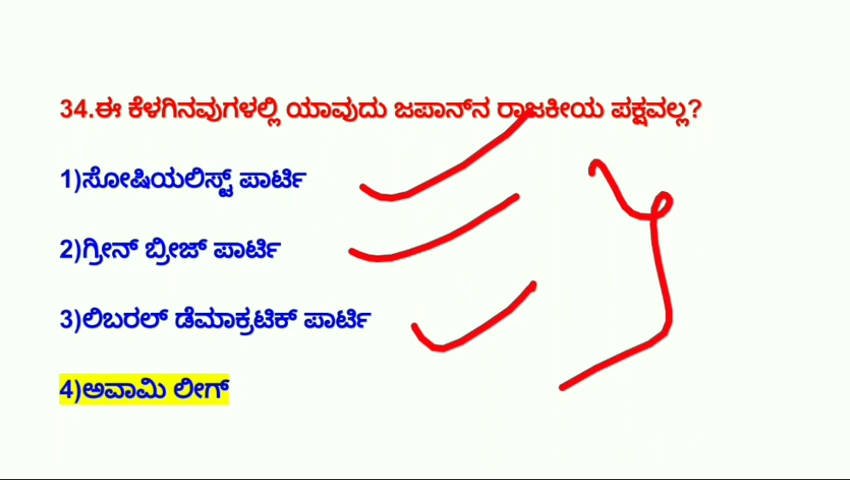 34.ಈ ಕೆಳಗಿನವುಗಳಲ್ಲಿ ಯಾವುದು ಜಪಾನ್‌ನ ರಾಜಕೀಯ ಪಕ್ಷವಲ್ಲ?
1)ಸೋಷಿಯಲಿಸ್ಟ್ ಪಾರ್ಟಿ
2)ಗ್ರೀನ್ ಬ್ರೀಜ್ ಪಾರ್ಟಿ
3)ಲಿಬರಲ್ ಡೆಮಾಕ್ರಟಿಕ್ ಪಾರ್ಟಿ
4)ಅವಾಮಿ ಲೀಗ್